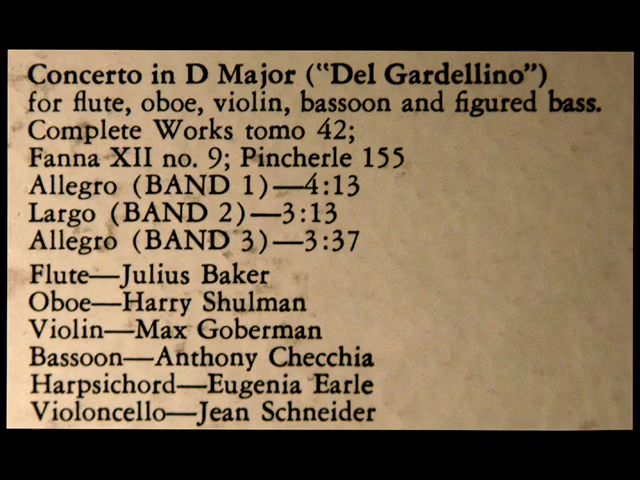 Concerto in D Major ("Del Gardellino")
for flute, oboe, violin, bassoon and figured bass.
Complete Works tomo 42;
Fanna XII no. 9; Pincherle 155
Allegro (BAND 1)—4:13
Largo (BAND 2)—3:13
Allegro (BAND 3)—3:37
Flute—Julius Baker
Oboe—Harry Shulman
Violin—Max Goberman
Bassoon—Anthony Checchia
Harpsichord—Eugenia Earle
Violoncello—Jean Schneider